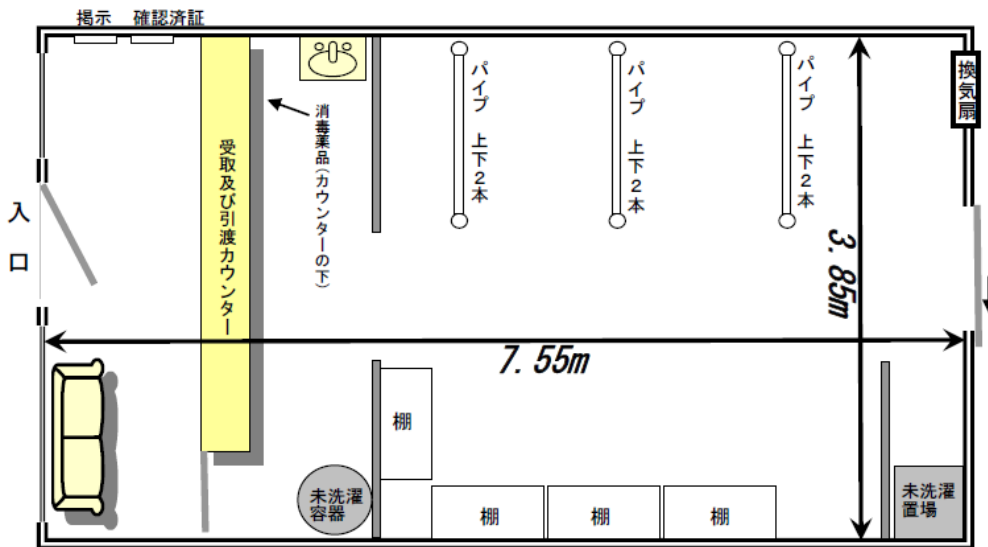 掲示 確認済証
換気扇
パイプ 上下2本
パイプ 上下2本
パイプ 上下2本
消毒薬品(カウンターの下)
受取及び引渡カウンター
入口
3.85m
7.55m
棚
未洗濯
容器
棚
棚
棚
未洗濯
置場